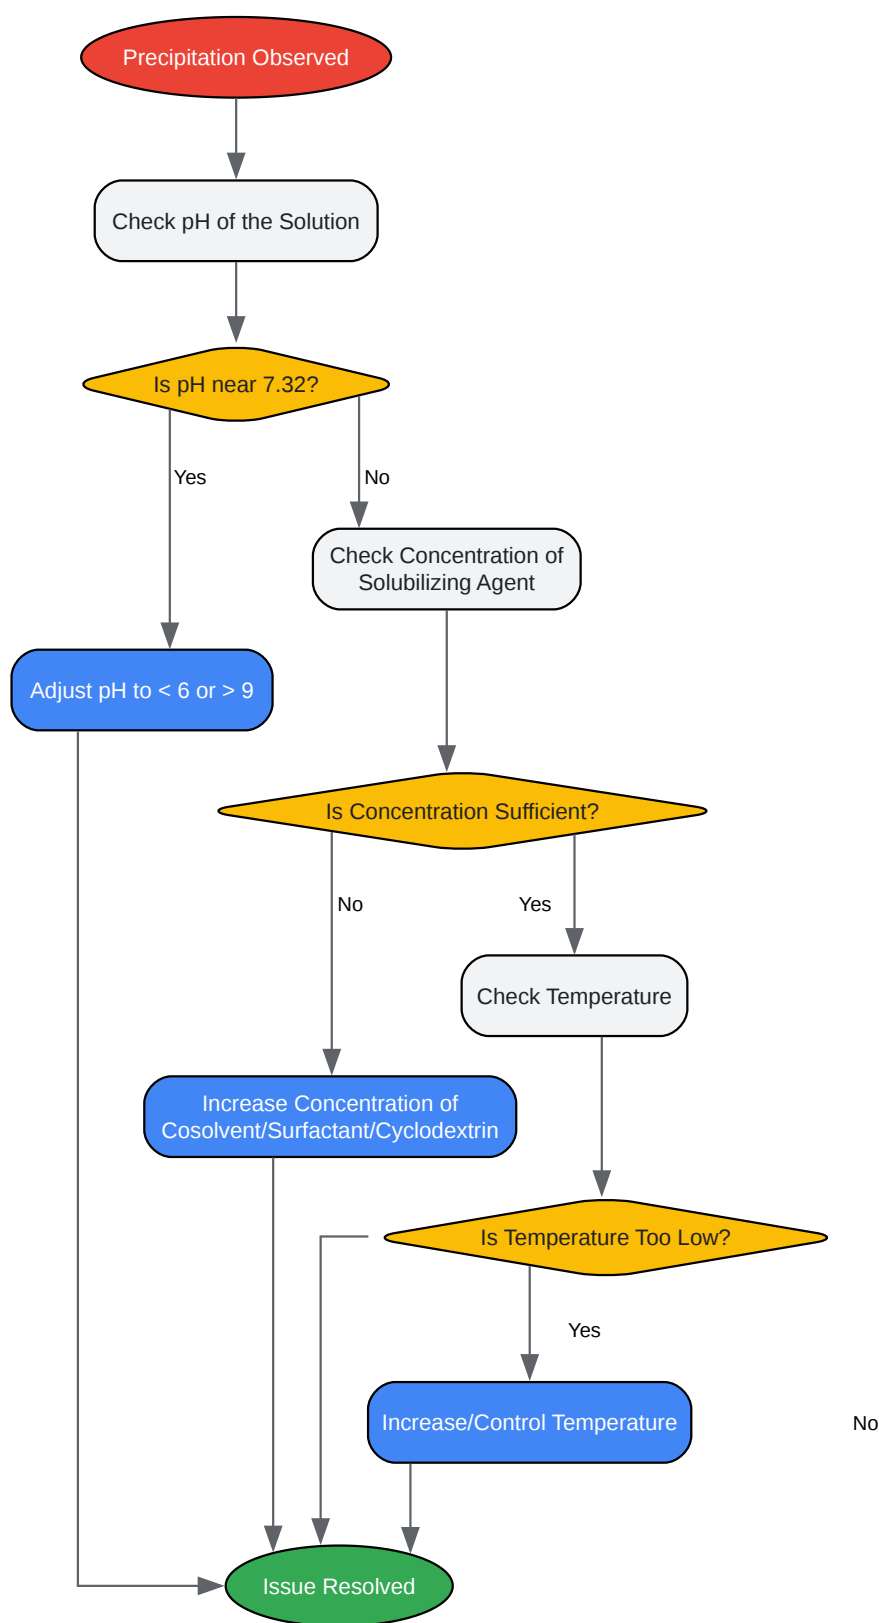 Precipitation Observed
Check pH of the Solution
Is pH near 7.32?
Yes
No
Check Concentration of
Solubilizing Agent
Adjust pH to < 6 or > 9
Is Concentration Sufficient?
No
Yes
Check Temperature
Increase Concentration of
Cosolvent/Surfactant/Cyclodextrin
Is Temperature Too Low?
Yes
Increase/Control Temperature
No
Issue Resolved